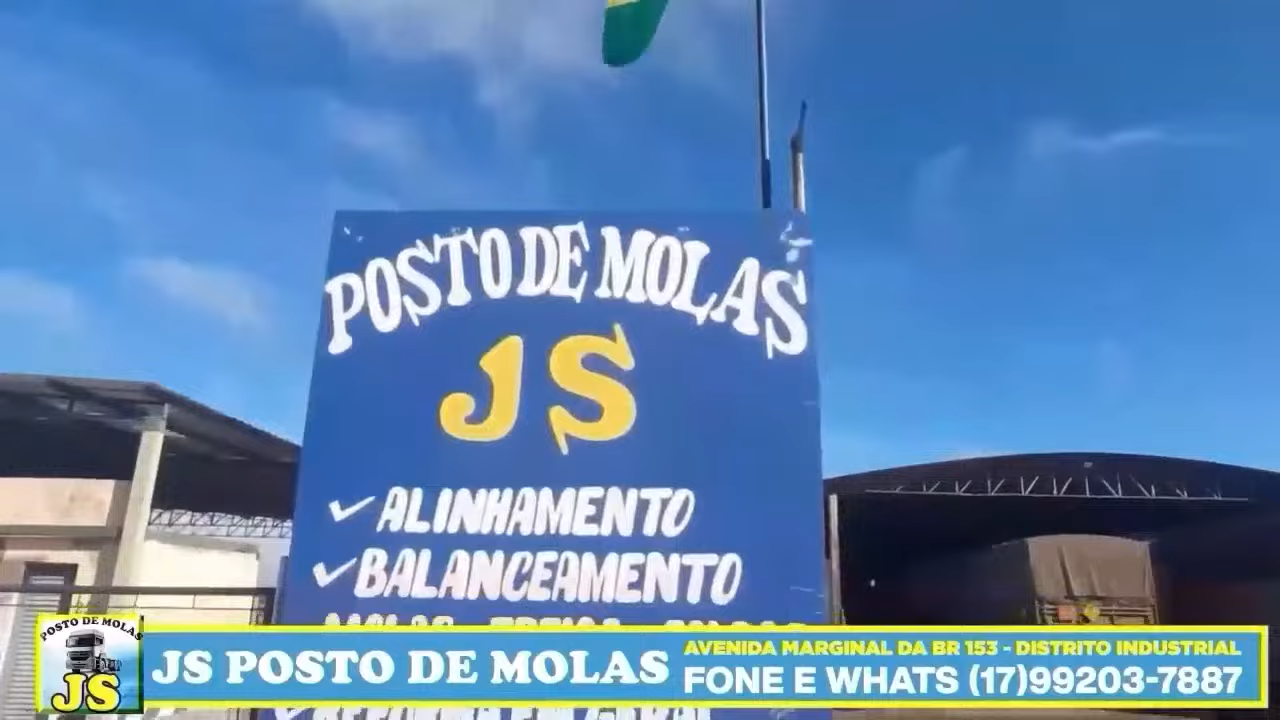 POSTO DE MOLAS
JS
ALINHAMENTO
BALANCEAMENTO
POSTO DE MOLAS
JS
JS POSTO DE MOLAS
AVENIDA MARGINAL DA BR 153 - DISTRITO INDUSTRIAL
FONE E WHATS (17)99203-7887